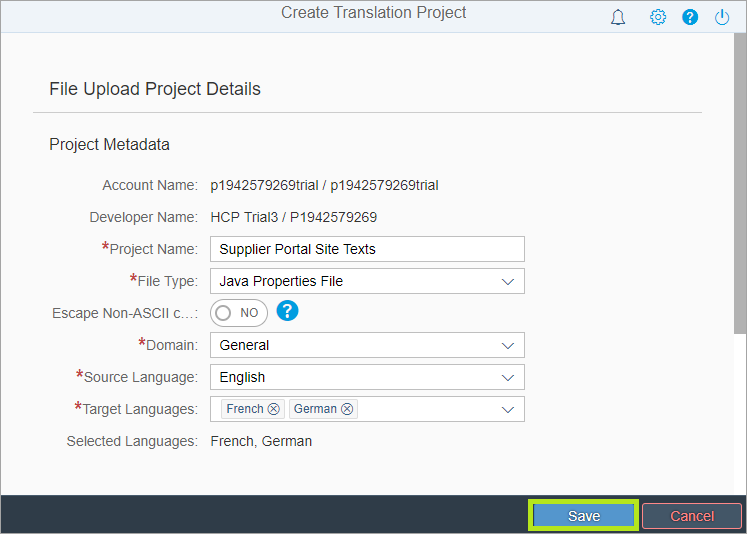 Create Translation Project
File Upload Project Details
Project Metadata
Account Name: p1942579269trial / p1942579269trial
Developer Name: HCP Trial3 / P1942579269
*Project Name: Supplier Portal Site Texts
*File Type: Java Properties File
Escape Non-ASCII c...: NO ?
*Domain: General
*Source Language: English
*Target Languages: French German
Selected Languages: French, German
Save Cancel